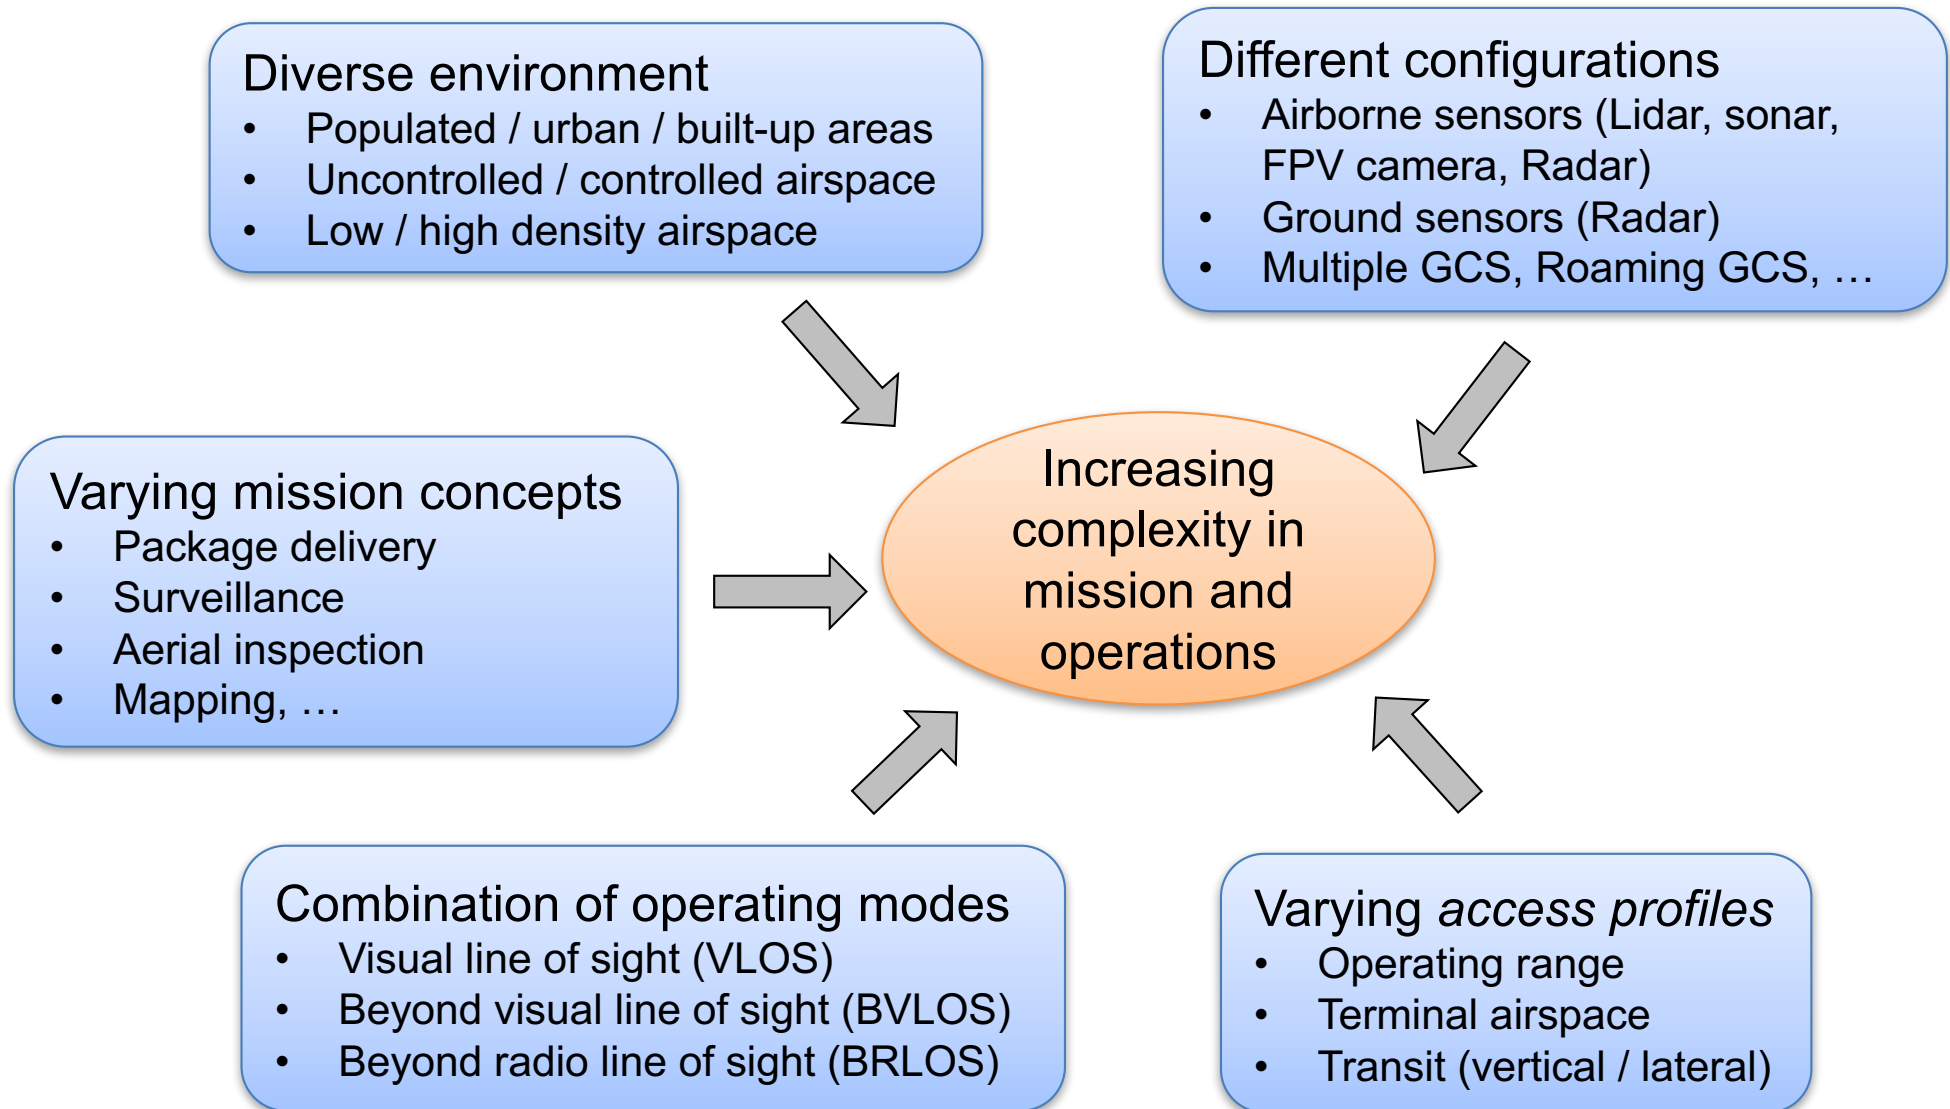 Diverse environment
• Populated / urban / built-up areas
• Uncontrolled / controlled airspace
• Low / high density airspace
Different configurations
• Airborne sensors (Lidar, sonar,
FPV camera, Radar)
• Ground sensors (Radar)
• Multiple GCS, Roaming GCS, …
Varying mission concepts
• Package delivery
• Surveillance
• Aerial inspection
• Mapping, …
Increasing
complexity in
mission and
operations
Combination of operating modes
• Visual line of sight (VLOS)
• Beyond visual line of sight (BVLOS)
• Beyond radio line of sight (BRLOS)
Varying access profiles
• Operating range
• Terminal airspace
• Transit (vertical / lateral)